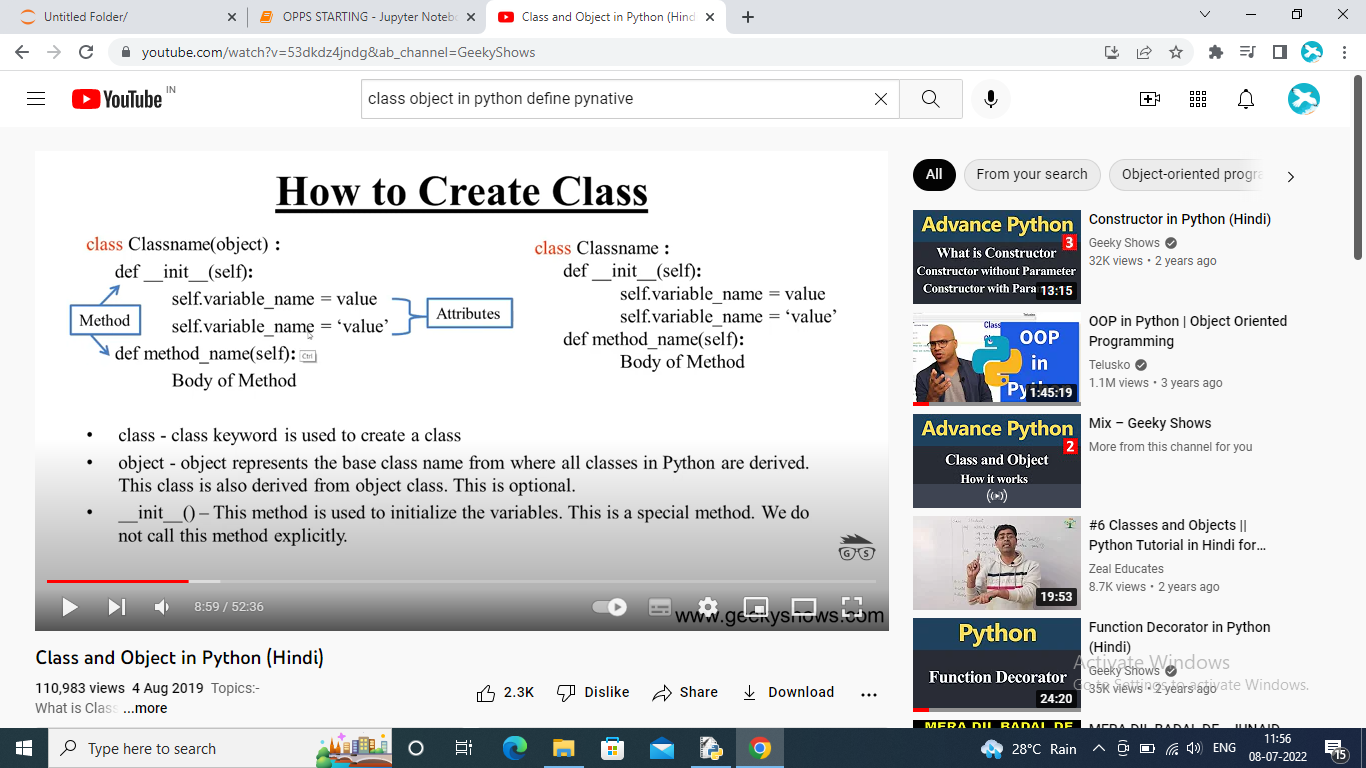 Untitled Folder/
OPPS STARTING - Jupyter Noteb
Class and Object in Python (Hind
youtube.com/watch?v=53dkdz4jndg&ab_channel=GeekyShows
YouTube IN
class object in python define pynative
How to Create Class
class Classname(object) :
def __init__(self):
self.variable_name = value
self.variable_name = ‘value’
def method_name(self):
Ctrl
Body of Method
Method
Attributes
class Classname :
def __init__(self):
self.variable_name = value
self.variable_name = ‘value’
def method_name(self):
Body of Method
• class - class keyword is used to create a class
• object - object represents the base class name from where all classes in Python are derived.
This class is also derived from object class. This is optional.
• __init__() – This method is used to initialize the variables. This is a special method. We do
not call this method explicitly.
G S
8:59 / 52:36
www.geekyshows.com
Class and Object in Python (Hindi)
110,983 views 4 Aug 2019 Topics:-
What is Class ...more
2.3K
Dislike
Share
Download
All
From your search
Object-oriented progra
Advance Python
3
What is Constructor
Constructor without Parameter
Constructor with Para
13:15
Constructor in Python (Hindi)
Geeky Shows
32K views • 2 years ago
Class
OOP
in
Pyth
1:45:19
OOP in Python | Object Oriented
Programming
Telusko
1.1M views • 3 years ago
Advance Python
2
Class and Object
How it works
Mix – Geeky Shows
More from this channel for you
19:53
#6 Classes and Objects ||
Python Tutorial in Hindi for...
Zeal Educates
8.7K views • 2 years ago
Python
Function Decorator
24:20
Function Decorator in Python
(Hindi)
Geeky Shows
35K views • 2 years ago
Activate Windows
Go to Settings to activate Windows.
MERA DIL BADAL DE
MERA DIL BADAL DE - JUNAID
Type here to search
28°C Rain
ENG
11:56
08-07-2022
15